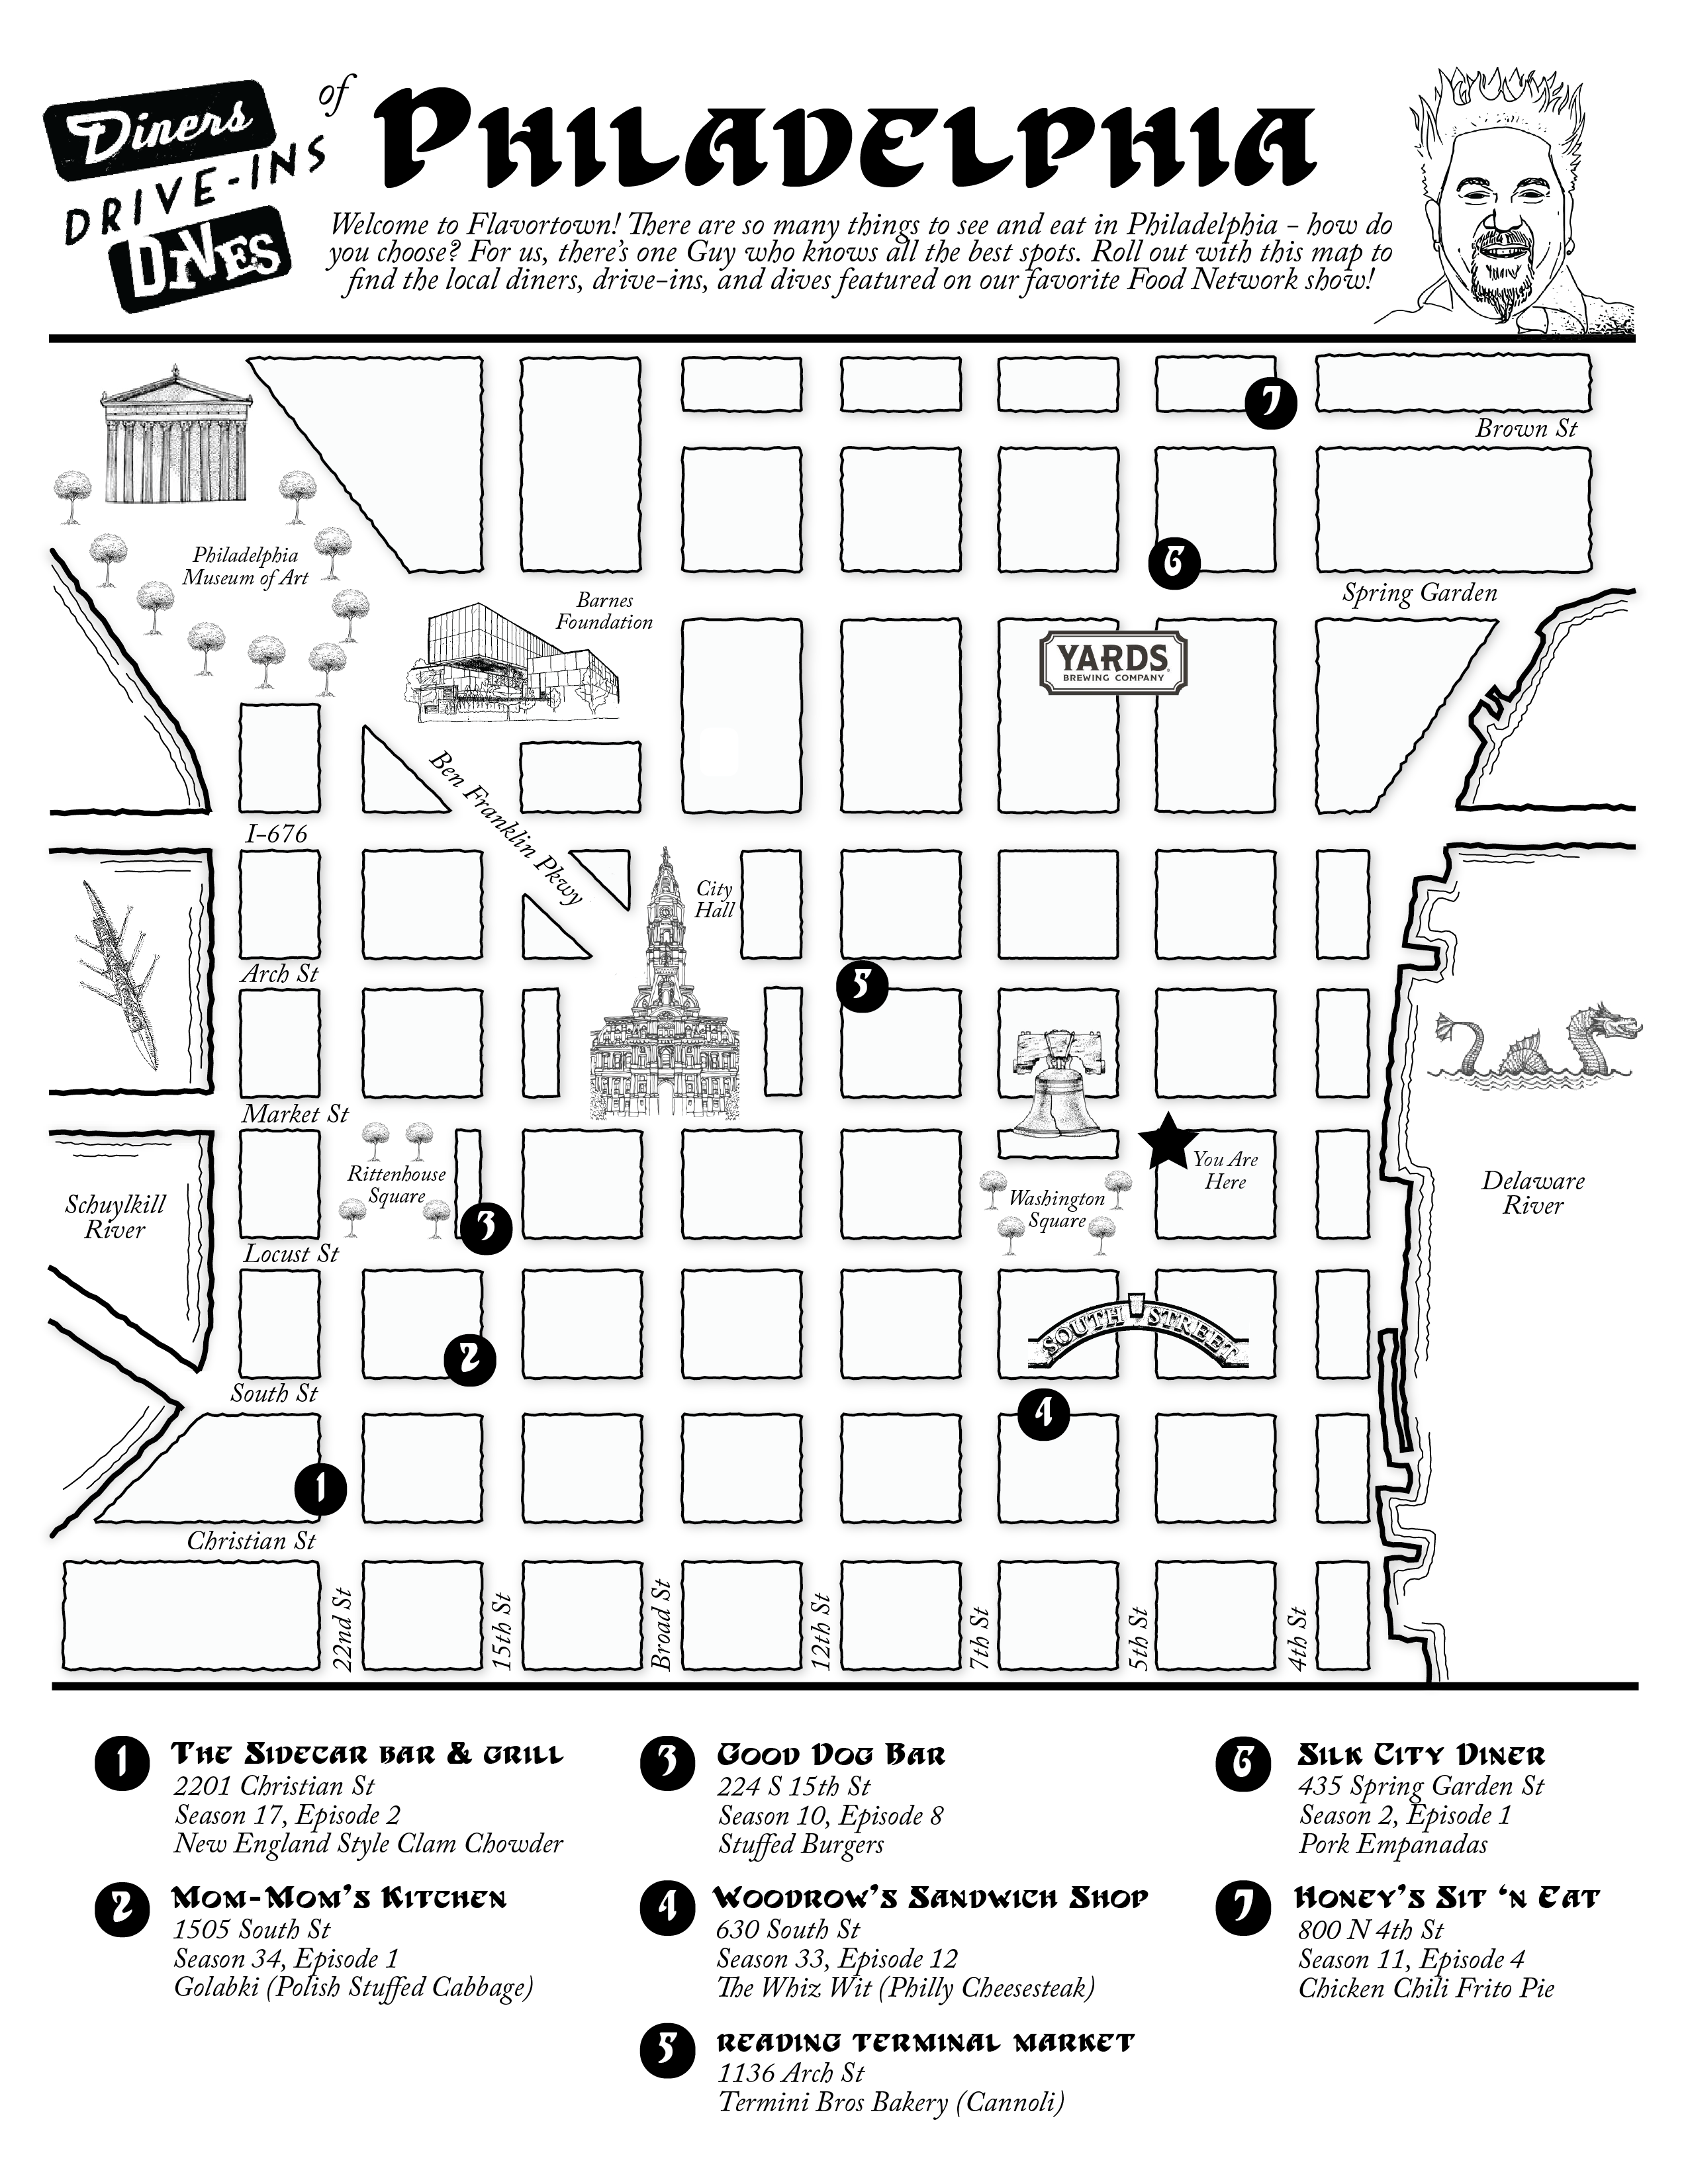 Diners
DRIVE-INS
DIVES
of
PHILADELPHIA
Welcome to Flavortown! There are so many things to see and eat in Philadelphia - how do
you choose? For us, there's one Guy who knows all the best spots. Roll out with this map to
find the local diners, drive-ins, and dives featured on our favorite Food Network show!
7
Brown St
6
Philadelphia
Museum of Art
Barnes
Foundation
Spring Garden
YARDS
BREWING COMPANY
Ben Franklin Pkwy
I-676
City
Hall
Arch St
5
Market St
Rittenhouse
Square
You Are
Here
Washington
Square
Schuylkill
River
Delaware
River
3
Locust St
SOUTH STREET
2
South St
4
1
Christian St
22nd St
15th St
Broad St
12th St
7th St
5th St
4th St
1 The Sidecar bar & grill
2201 Christian St
Season 17, Episode 2
New England Style Clam Chowder
2 Mom-Mom's Kitchen
1505 South St
Season 34, Episode 1
Golabki (Polish Stuffed Cabbage)
3 Good Dog Bar
224 S 15th St
Season 10, Episode 8
Stuffed Burgers
4 Woodrow's Sandwich Shop
630 South St
Season 33, Episode 12
The Whiz Wit (Philly Cheesesteak)
5 reading terminal market
1136 Arch St
Termini Bros Bakery (Cannoli)
6 Silk City Diner
435 Spring Garden St
Season 2, Episode 1
Pork Empanadas
7 Honey's Sit 'n Eat
800 N 4th St
Season 11, Episode 4
Chicken Chili Frito Pie